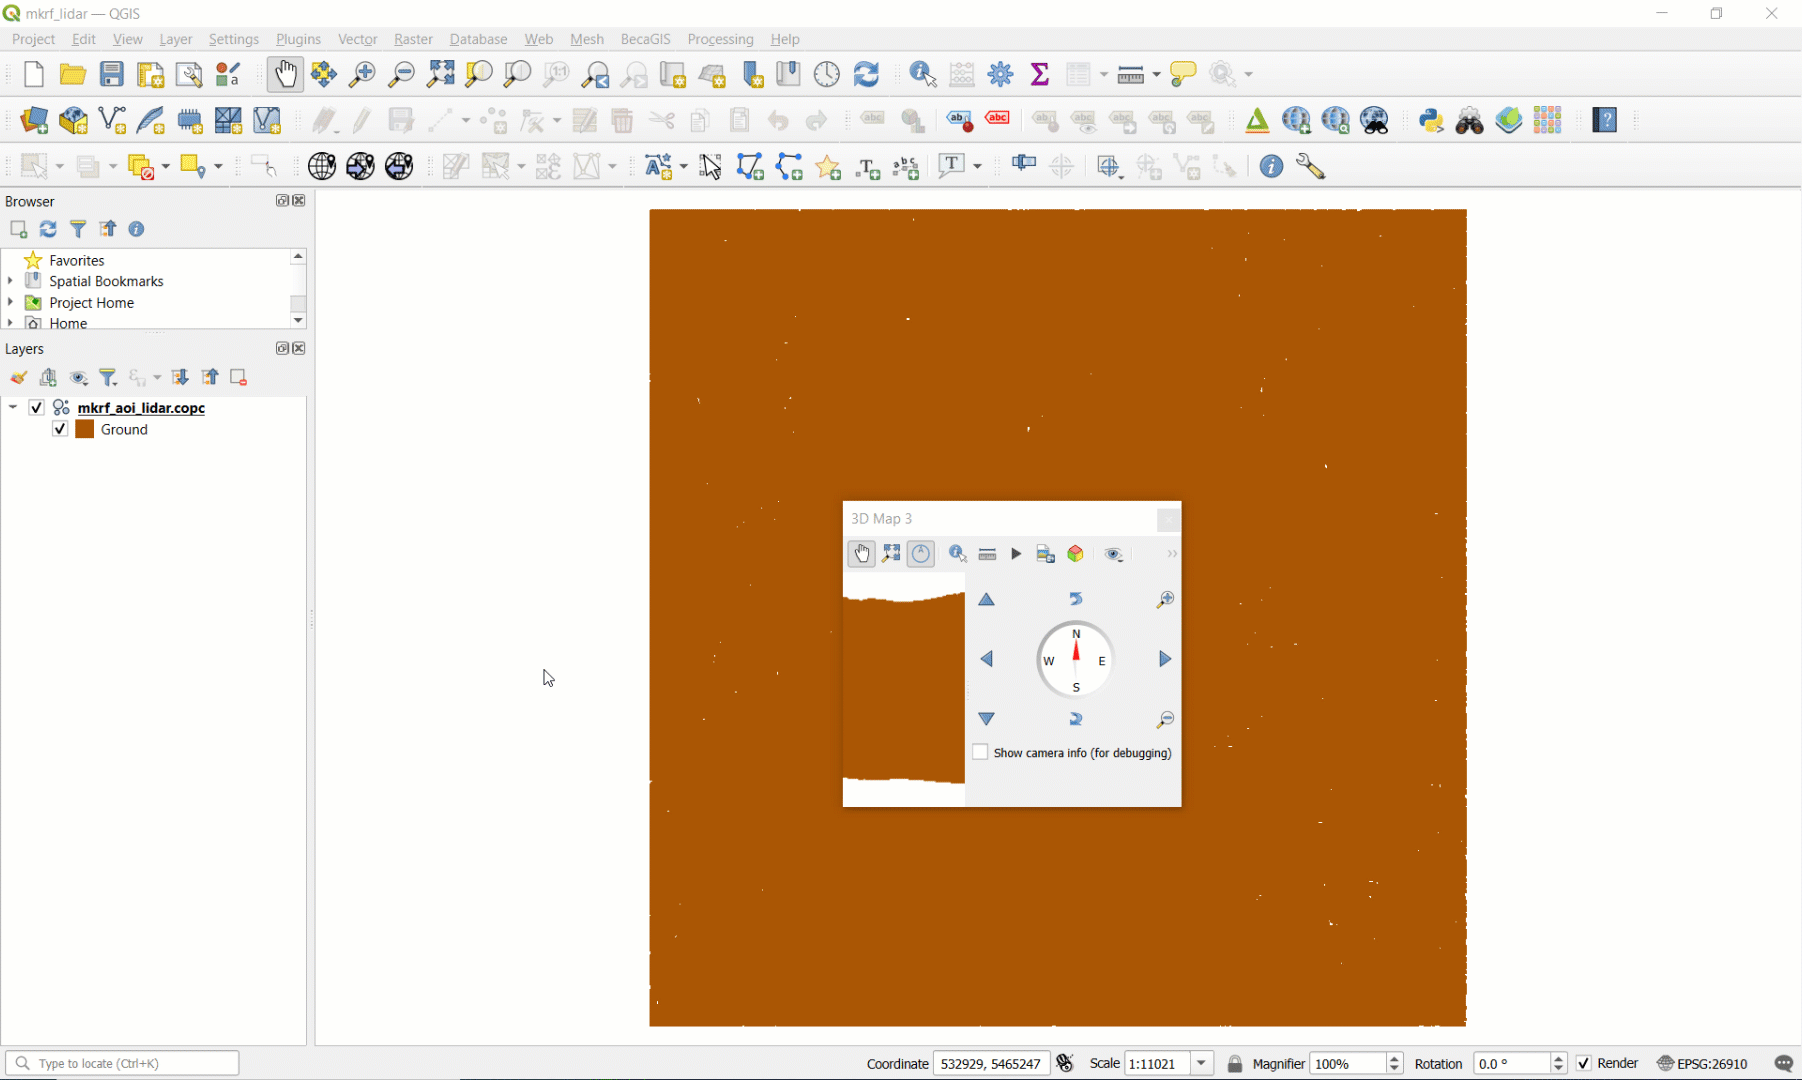 mkrf_lidar — QGIS
Project Edit View Layer Settings Plugins Vector Raster Database Web Mesh BecaGIS Processing Help
Browser
Favorites
Spatial Bookmarks
Project Home
Home
Layers
mkrf_aoi_lidar.copc
Ground
3D Map 3
N
W E
S
Show camera info (for debugging)
Type to locate (Ctrl+K)
Coordinate 532929, 5465247 Scale 1:11021 Magnifier 100% Rotation 0.0 ° Render EPSG:26910